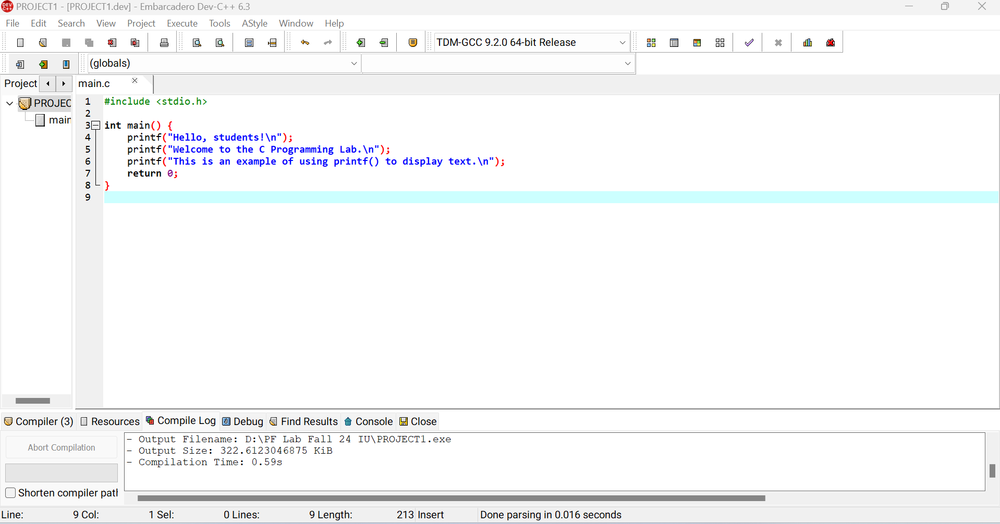 PROJECT1 - [PROJECT1.dev] - Embarcadero Dev-C++ 6.3
File Edit Search View Project Execute Tools AStyle Window Help
TDM-GCC 9.2.0 64-bit Release
(globals)
Project main.c
PROJEC
main
1 #include <stdio.h>
2
3 int main() {
4 printf("Hello, students!\n");
5 printf("Welcome to the C Programming Lab.\n");
6 printf("This is an example of using printf() to display text.\n");
7 return 0;
8 }
9
Compiler (3) Resources Compile Log Debug Find Results Console Close
Abort Compilation
Shorten compiler path
- Output Filename: D:\PF Lab Fall 24 IU\PROJECT1.exe
- Output Size: 322.6123046875 KiB
- Compilation Time: 0.59s
Line: 9 Col: 1 Sel: 0 Lines: 9 Length: 213 Insert Done parsing in 0.016 seconds